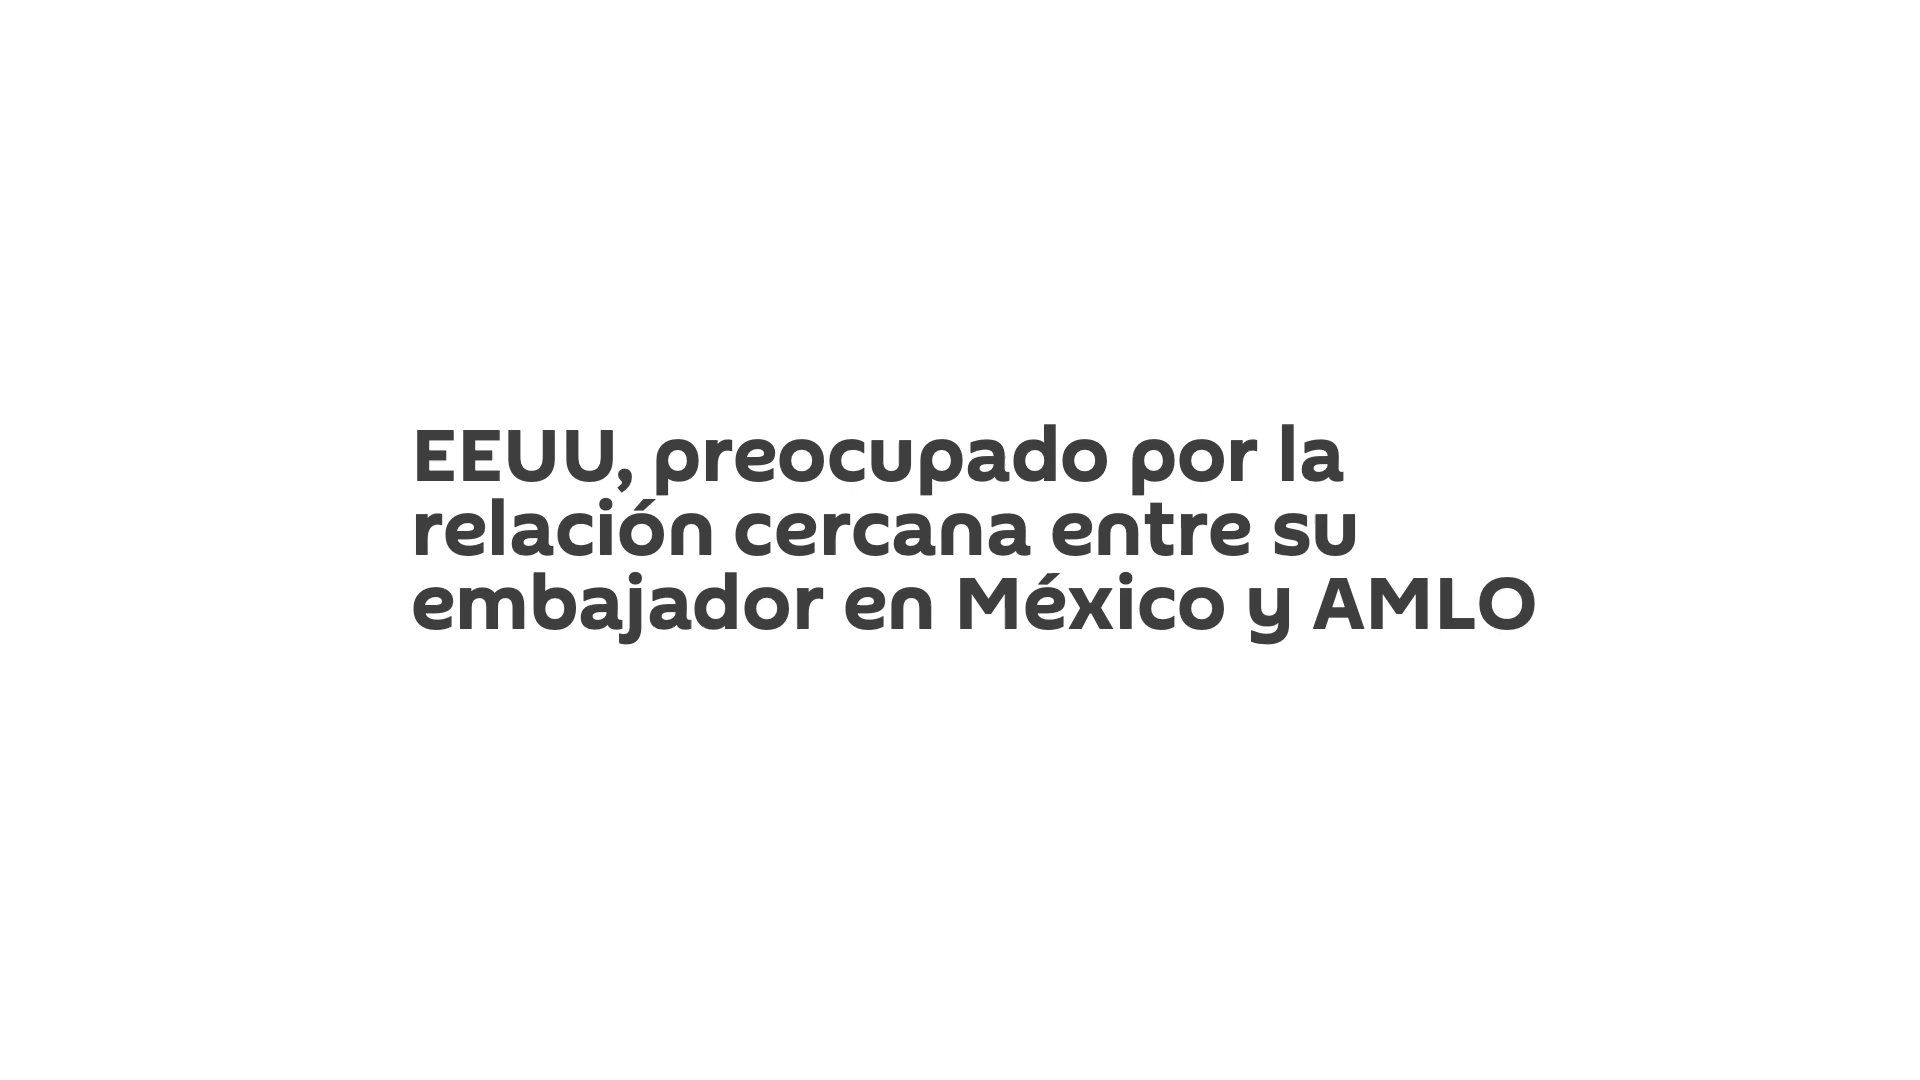 EEUU, preocupado por la
relación cercana entre su
embajador en México y AMLO